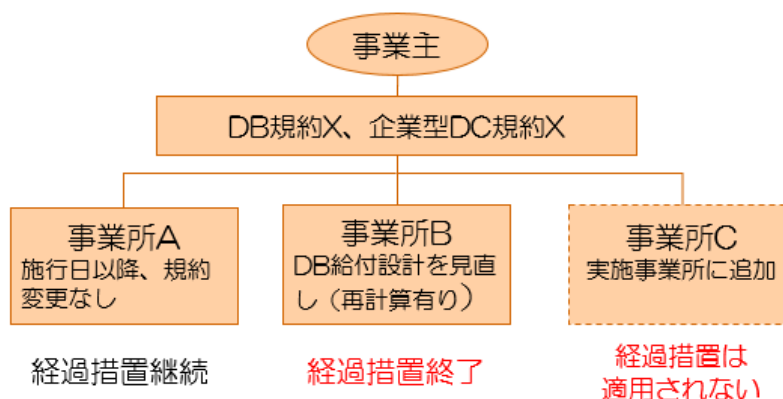 事業主
DB規約X、企業型DC規約X
事業所A
施行日以降、規約
変更なし
事業所B
DB給付設計を見直
し（再計算有り）
事業所C
実施事業所に追加
経過措置継続
経過措置終了
経過措置は
適用されない